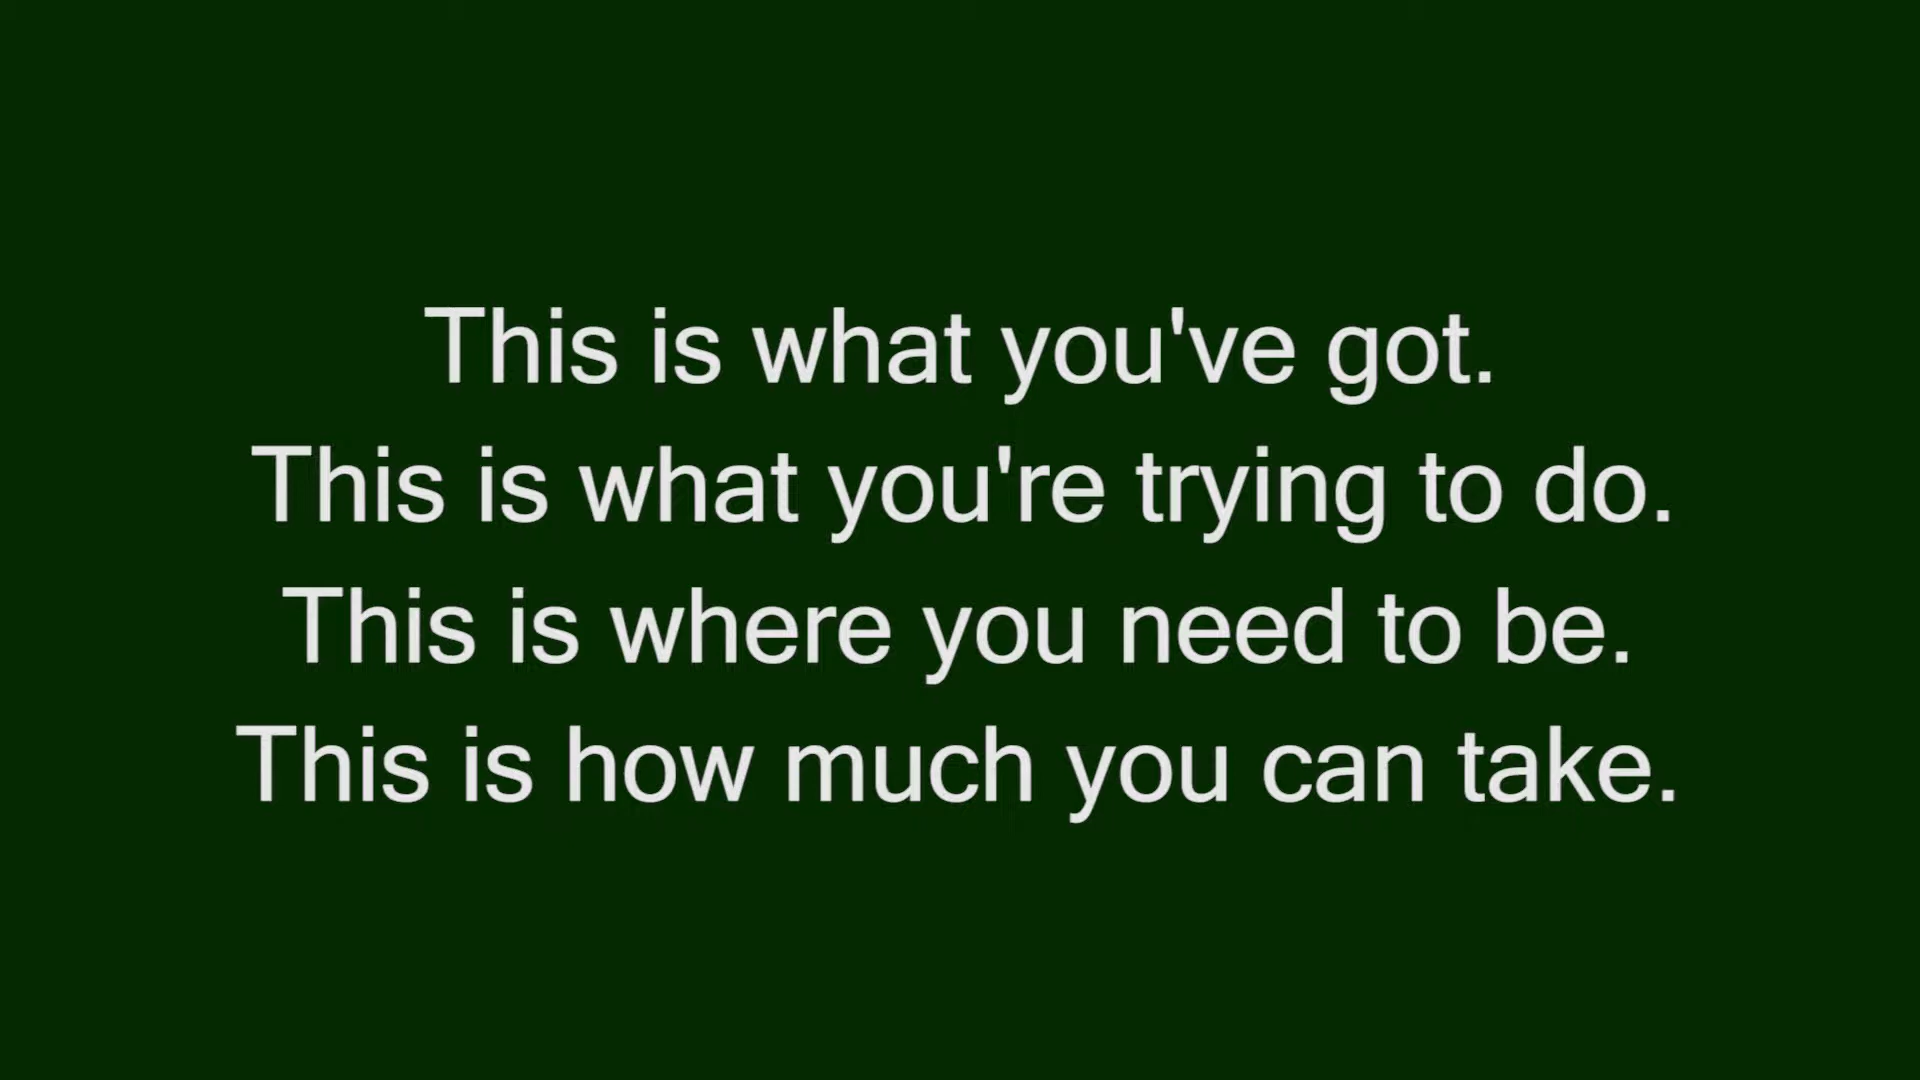 This is what you've got.
This is what you're trying to do.
This is where you need to be.
This is how much you can take.